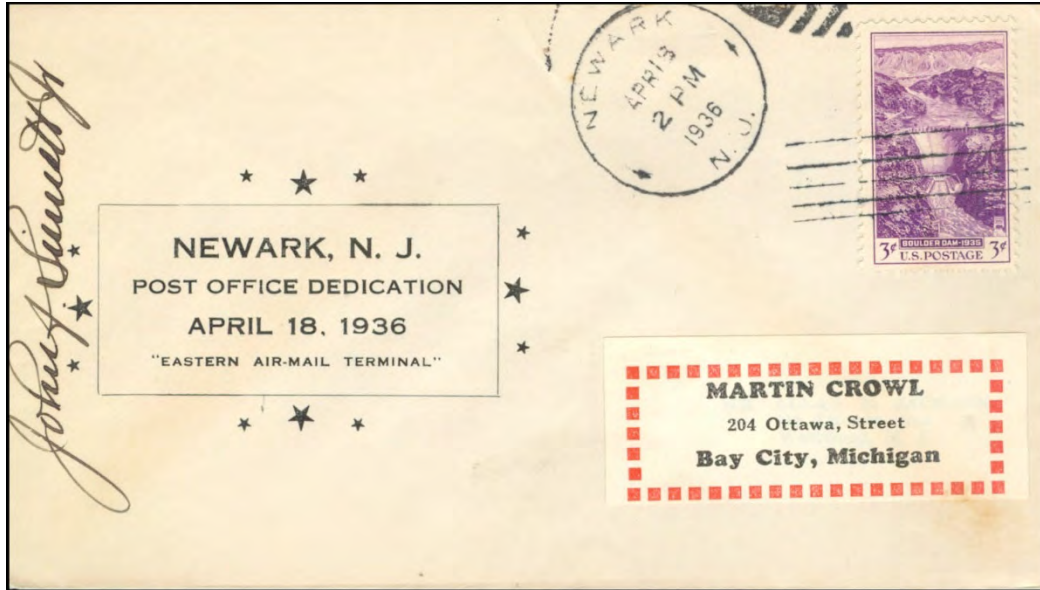 NEWARK
APR 18
2 PM
1936
N. J.
BOULDER DAM-1935
3¢ U.S. POSTAGE 3¢
NEWARK, N. J.
POST OFFICE DEDICATION
APRIL 18, 1936
"EASTERN AIR-MAIL TERMINAL"
MARTIN CROWL
204 Ottawa, Street
Bay City, Michigan
John